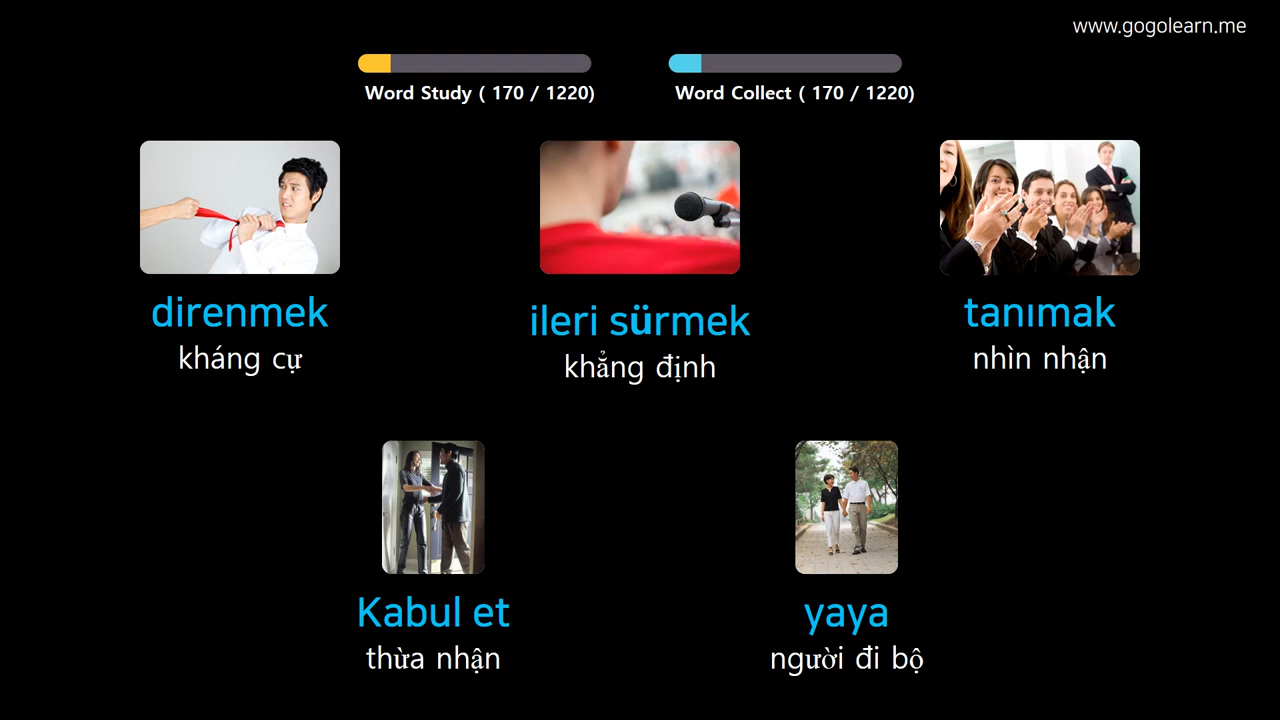 www.gogolearn.me
Word Study ( 170 / 1220)
Word Collect ( 170 / 1220)
direnmek
kháng cự
ileri sürmek
khẳng định
tanımak
nhìn nhận
Kabul et
thừa nhận
yaya
người đi bộ